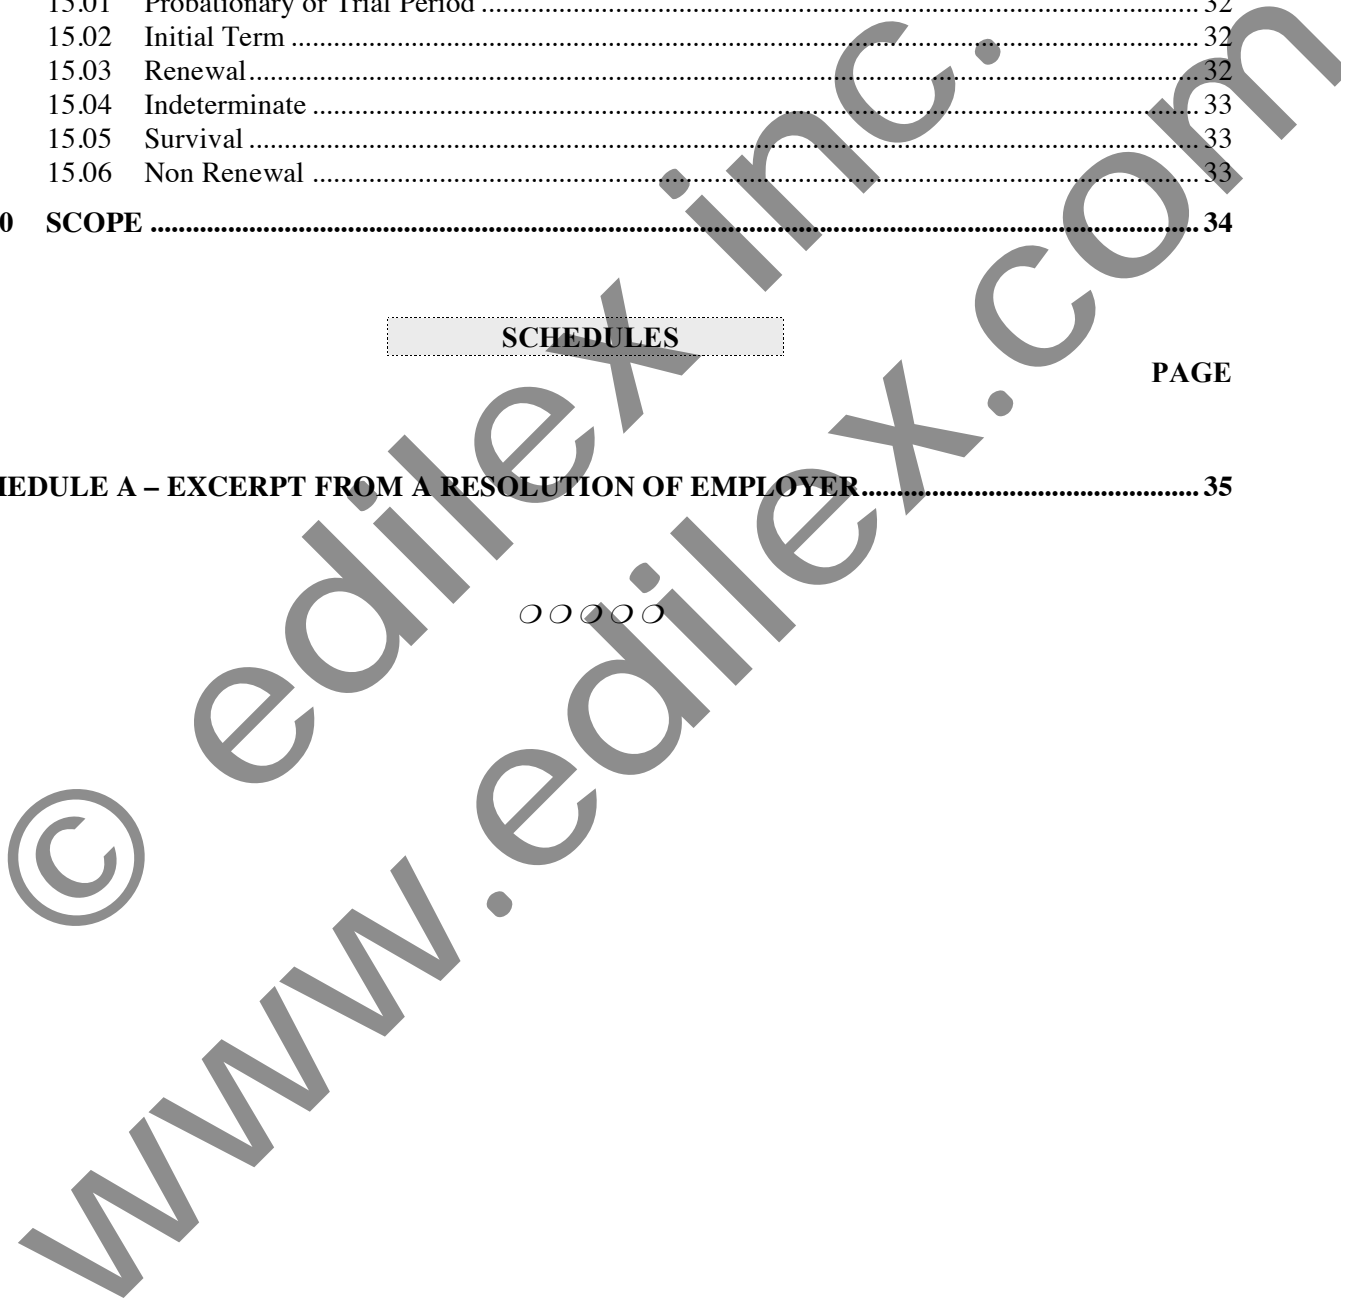 15.01 Probationary or Trial Period ........ 32
15.02 Initial Term ........ 32
15.03 Renewal ........ 32
15.04 Indeterminate ........ 33
15.05 Survival ........ 33
15.06 Non Renewal ........ 33
0 SCOPE ........ 34
SCHEDULES
PAGE
HEDULE A – EXCERPT FROM A RESOLUTION OF EMPLOYER ........ 35
❍❍❍❍❍
© edilex inc.
www.edilex.com